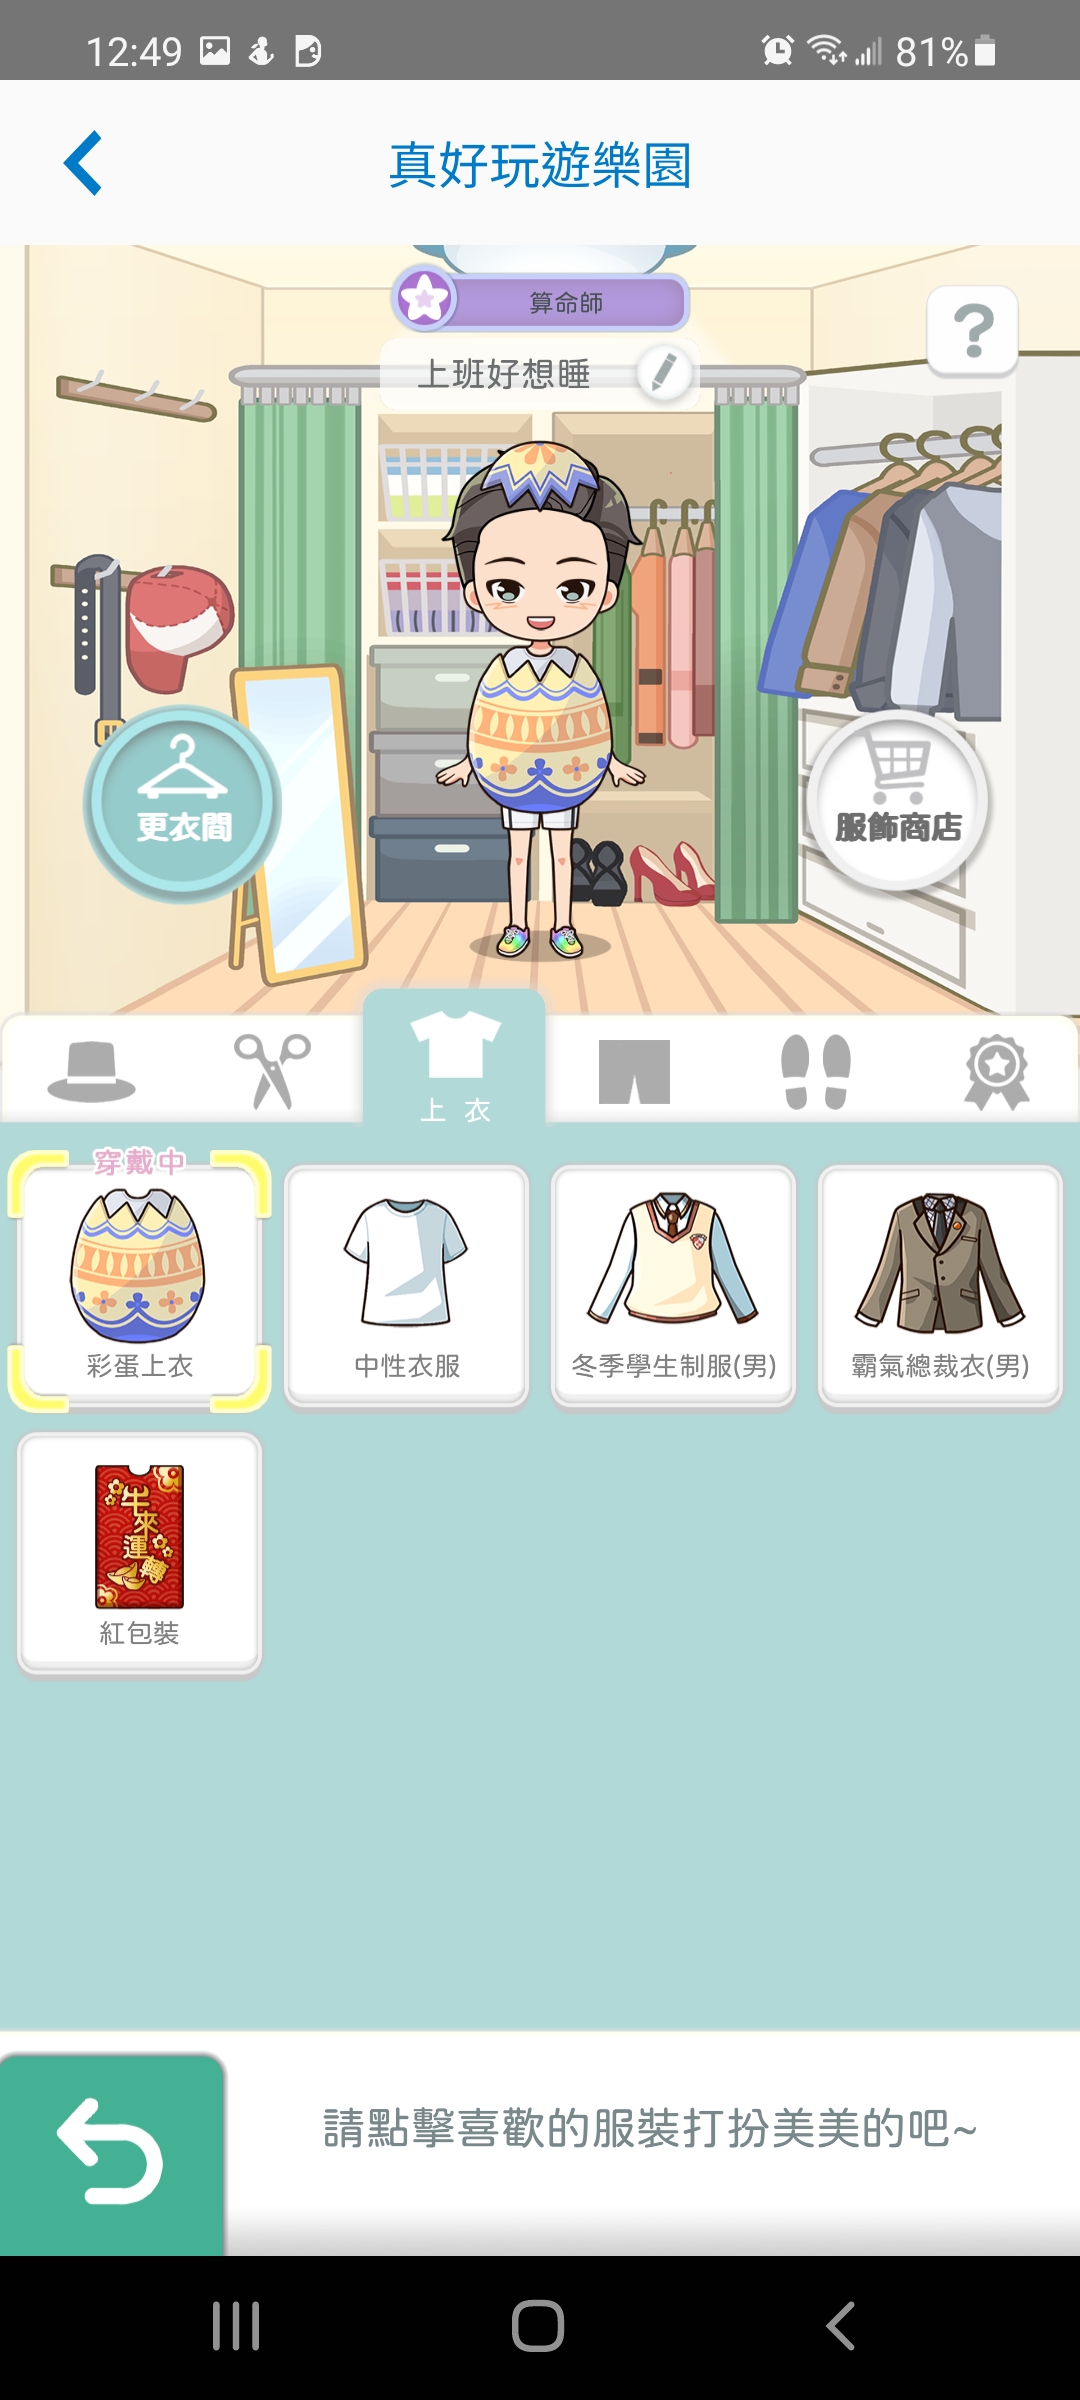 12:49
81%
真好玩遊樂園
算命師
?
上班好想睡
更衣間
服飾商店
上衣
穿戴中
彩蛋上衣
中性衣服
冬季學生制服(男)
霸氣總裁衣(男)
牛來運轉
紅包裝
請點擊喜歡的服裝打扮美美的吧~